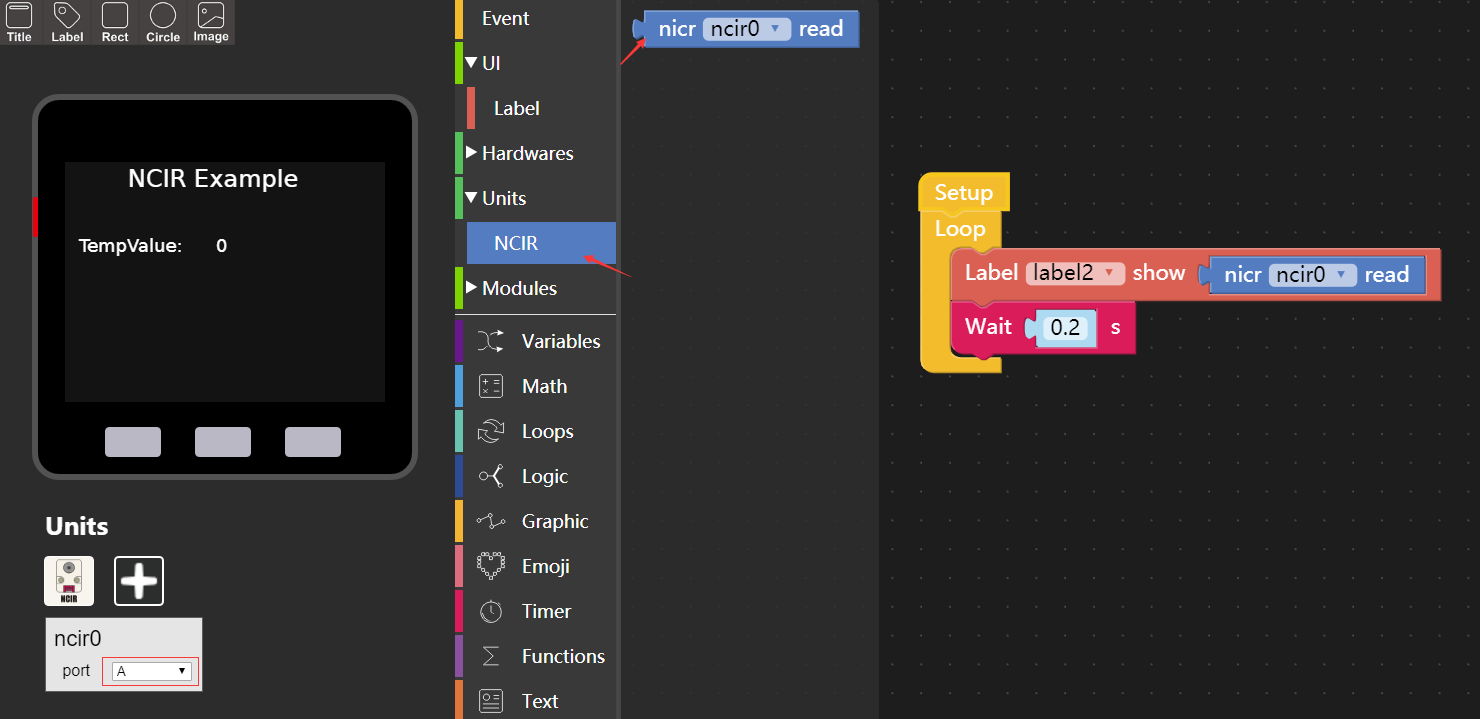 Title Label Rect Circle Image
NCIR Example
TempValue: 0
Units
NCIR
ncir0
port A
Event
UI
Label
Hardwares
Units
NCIR
Modules
Variables
Math
Loops
Logic
Graphic
Emoji
Timer
Functions
Text
nicr ncir0 read
Setup
Loop
Label label2 show nicr ncir0 read
Wait 0.2 s